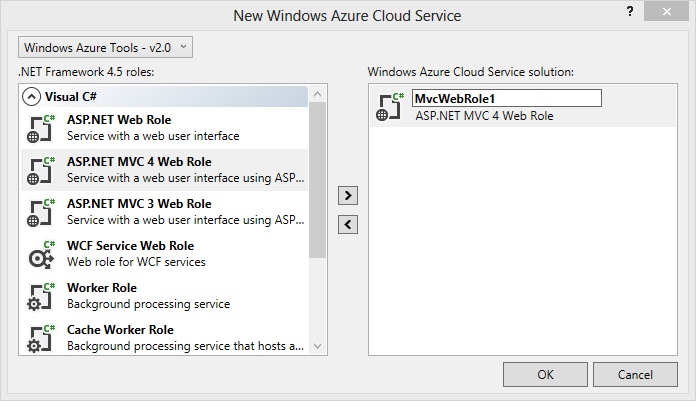 New Windows Azure Cloud Service
?
Windows Azure Tools - v2.0
.NET Framework 4.5 roles:
Visual C#
C#
ASP.NET Web Role
Service with a web user interface
C#
ASP.NET MVC 4 Web Role
Service with a web user interface using ASP...
C#
ASP.NET MVC 3 Web Role
Service with a web user interface using ASP...
C#
WCF Service Web Role
Web role for WCF services
C#
Worker Role
Background processing service
C#
Cache Worker Role
Background processing service that hosts a...
Windows Azure Cloud Service solution:
C#
MvcWebRole1
ASP.NET MVC 4 Web Role
OK
Cancel